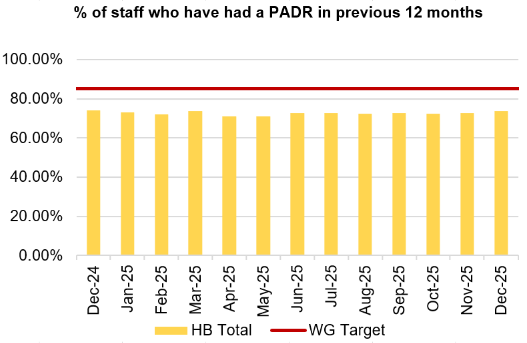 % of staff who have had a PADR in previous 12 months
100.00%
80.00%
60.00%
40.00%
20.00%
0.00%
Dec-24
Jan-25
Feb-25
Mar-25
Apr-25
May-25
Jun-25
Jul-25
Aug-25
Sep-25
Oct-25
Nov-25
Dec-25
HB Total WG Target